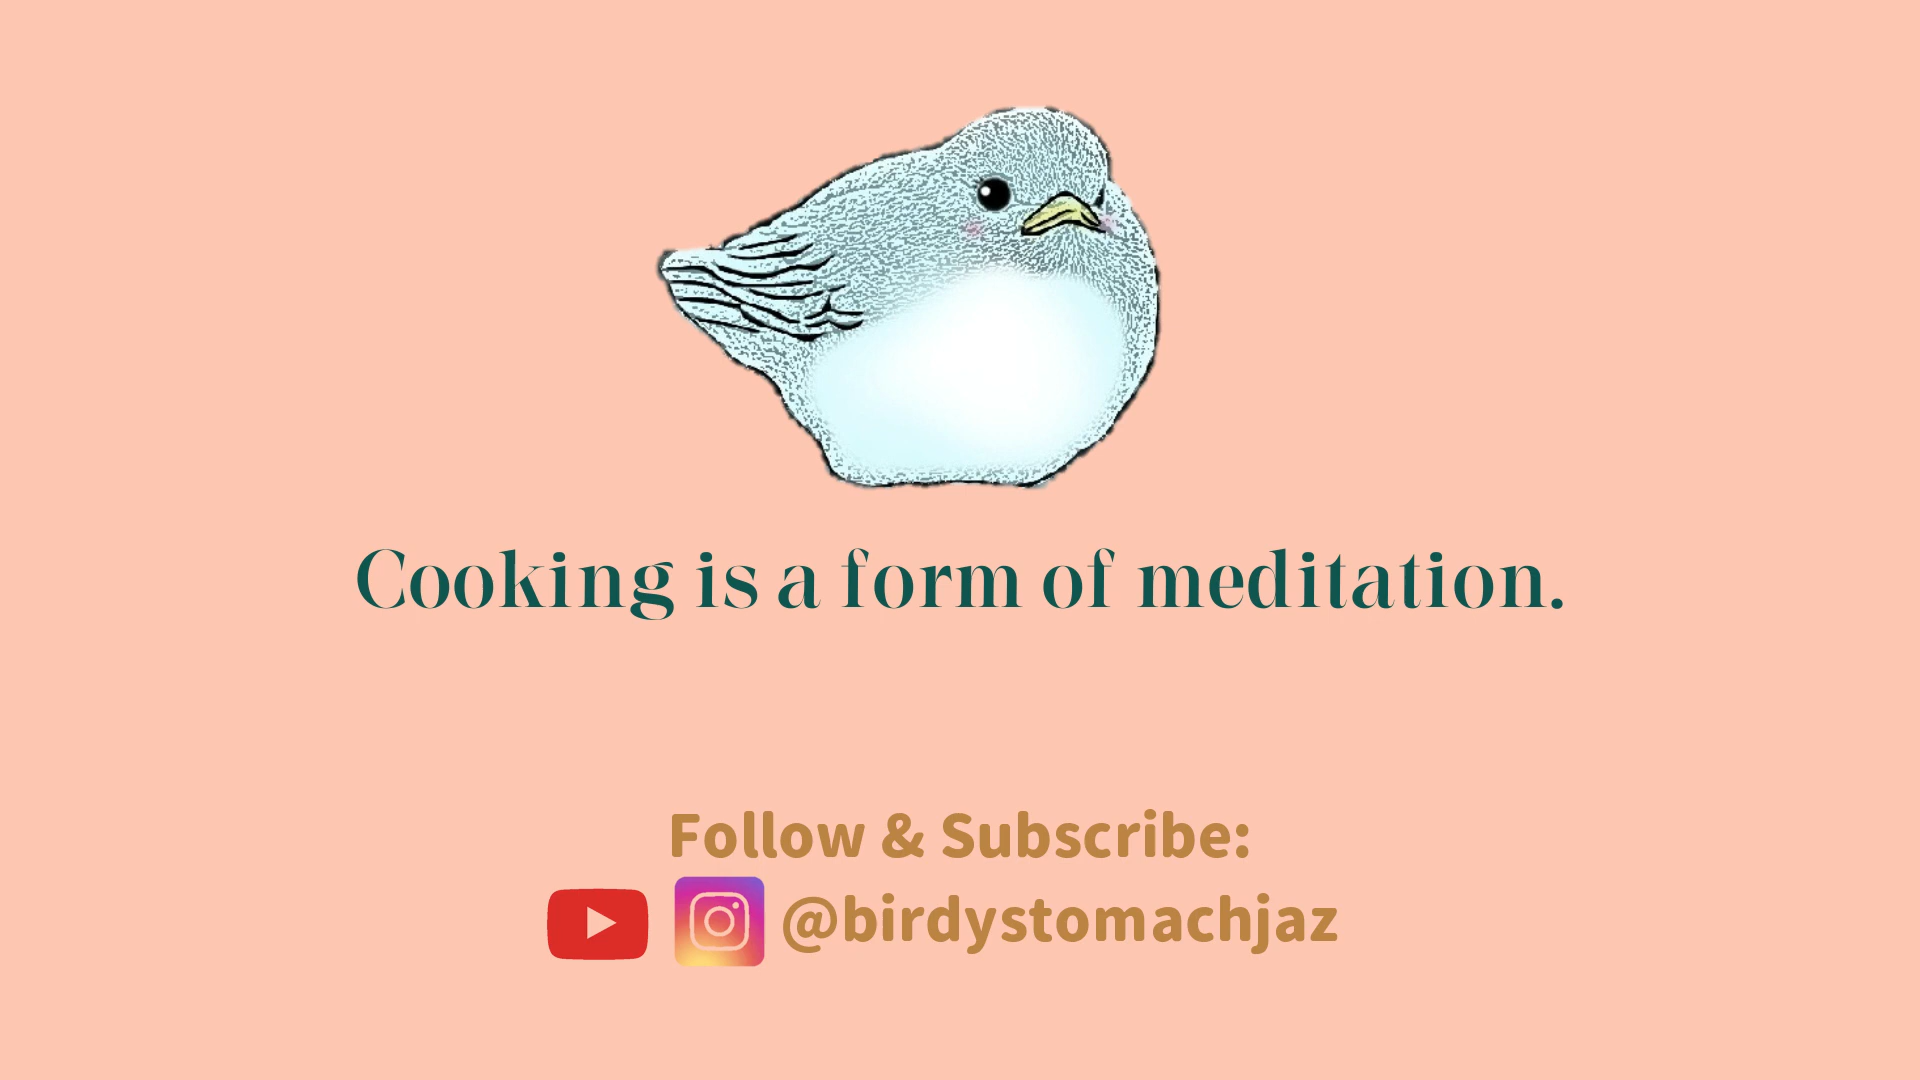 Cooking is a form of meditation.
Follow & Subscribe:
@birdystomachjaz